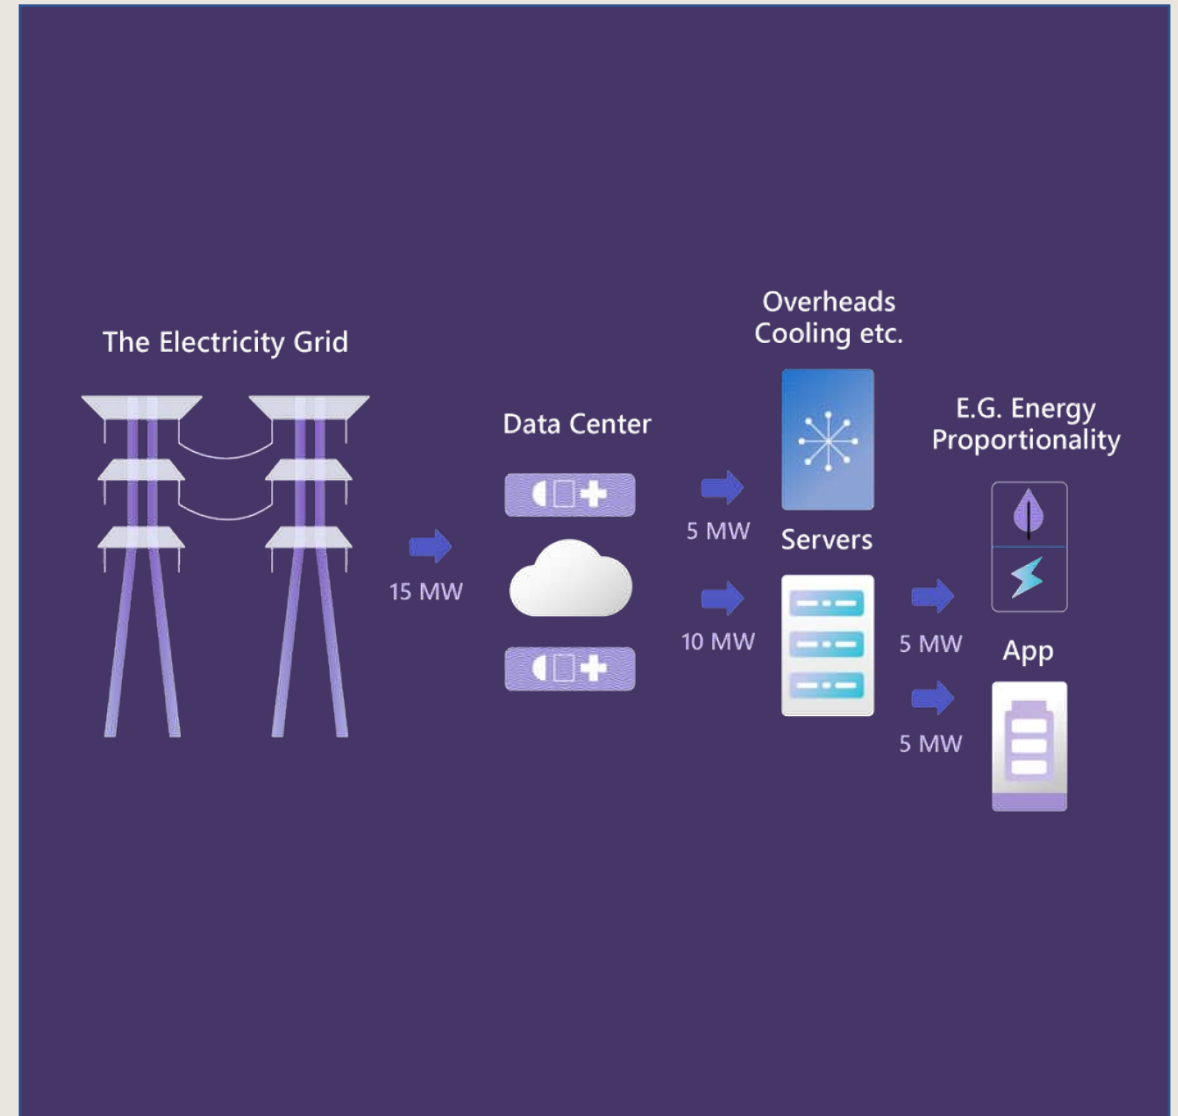 The Electricity Grid
15 MW
Data Center
5 MW
10 MW
Overheads
Cooling etc.
Servers
5 MW
5 MW
E.G. Energy
Proportionality
App